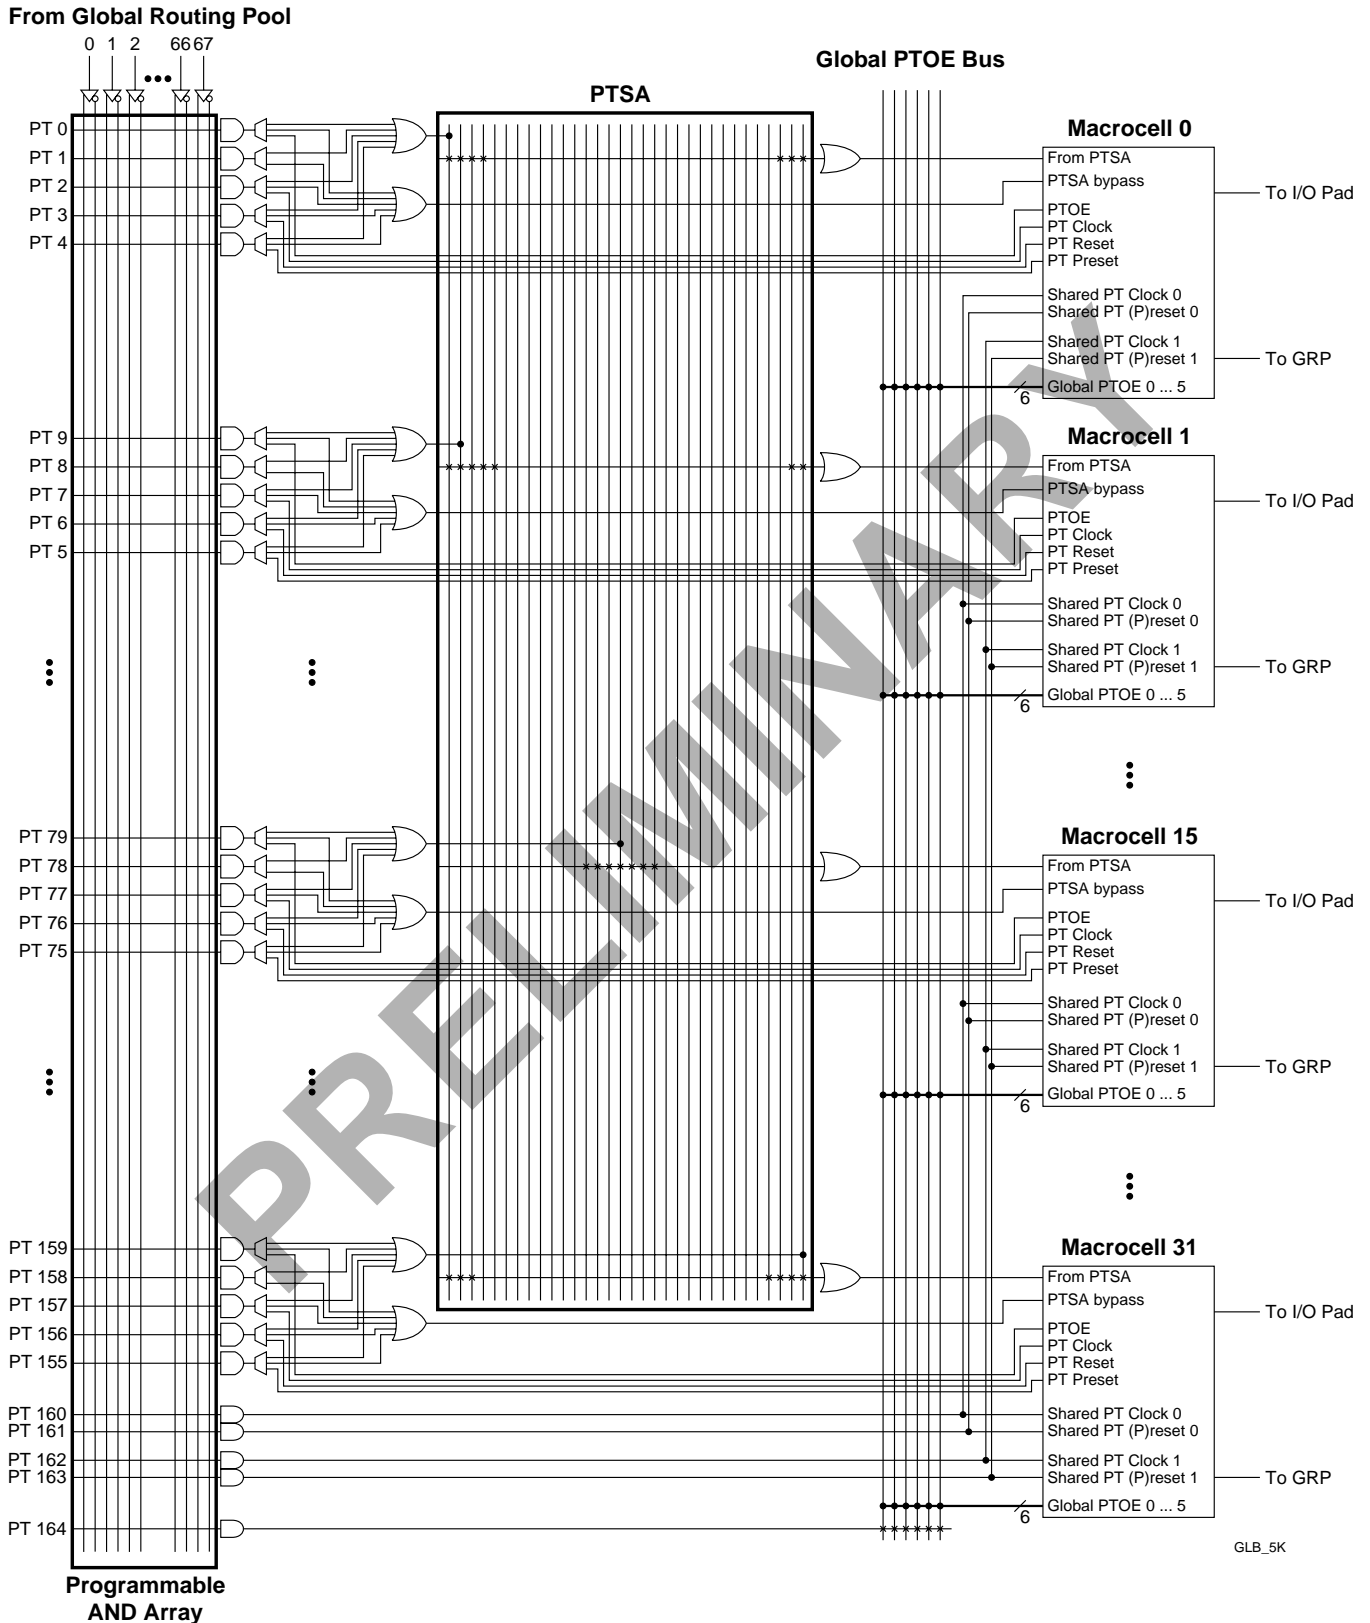 From Global Routing Pool
0 1 2 66 67
Global PTOE Bus
PTSA
PT 0
PT 1
PT 2
PT 3
PT 4
Macrocell 0
From PTSA
PTSA bypass
PTOE
PT Clock
PT Reset
PT Preset
Shared PT Clock 0
Shared PT (P)reset 0
Shared PT Clock 1
Shared PT (P)reset 1
Global PTOE 0 ... 5
6
To I/O Pad
To GRP
PT 9
PT 8
PT 7
PT 6
PT 5
Macrocell 1
From PTSA
PTSA bypass
PTOE
PT Clock
PT Reset
PT Preset
Shared PT Clock 0
Shared PT (P)reset 0
Shared PT Clock 1
Shared PT (P)reset 1
Global PTOE 0 ... 5
6
To I/O Pad
To GRP
PRELIMINARY
PT 79
PT 78
PT 77
PT 76
PT 75
Macrocell 15
From PTSA
PTSA bypass
PTOE
PT Clock
PT Reset
PT Preset
Shared PT Clock 0
Shared PT (P)reset 0
Shared PT Clock 1
Shared PT (P)reset 1
Global PTOE 0 ... 5
6
To I/O Pad
To GRP
PT 159
PT 158
PT 157
PT 156
PT 155
PT 160
PT 161
PT 162
PT 163
PT 164
Macrocell 31
From PTSA
PTSA bypass
PTOE
PT Clock
PT Reset
PT Preset
Shared PT Clock 0
Shared PT (P)reset 0
Shared PT Clock 1
Shared PT (P)reset 1
Global PTOE 0 ... 5
6
To I/O Pad
To GRP
GLB_5K
Programmable
AND Array